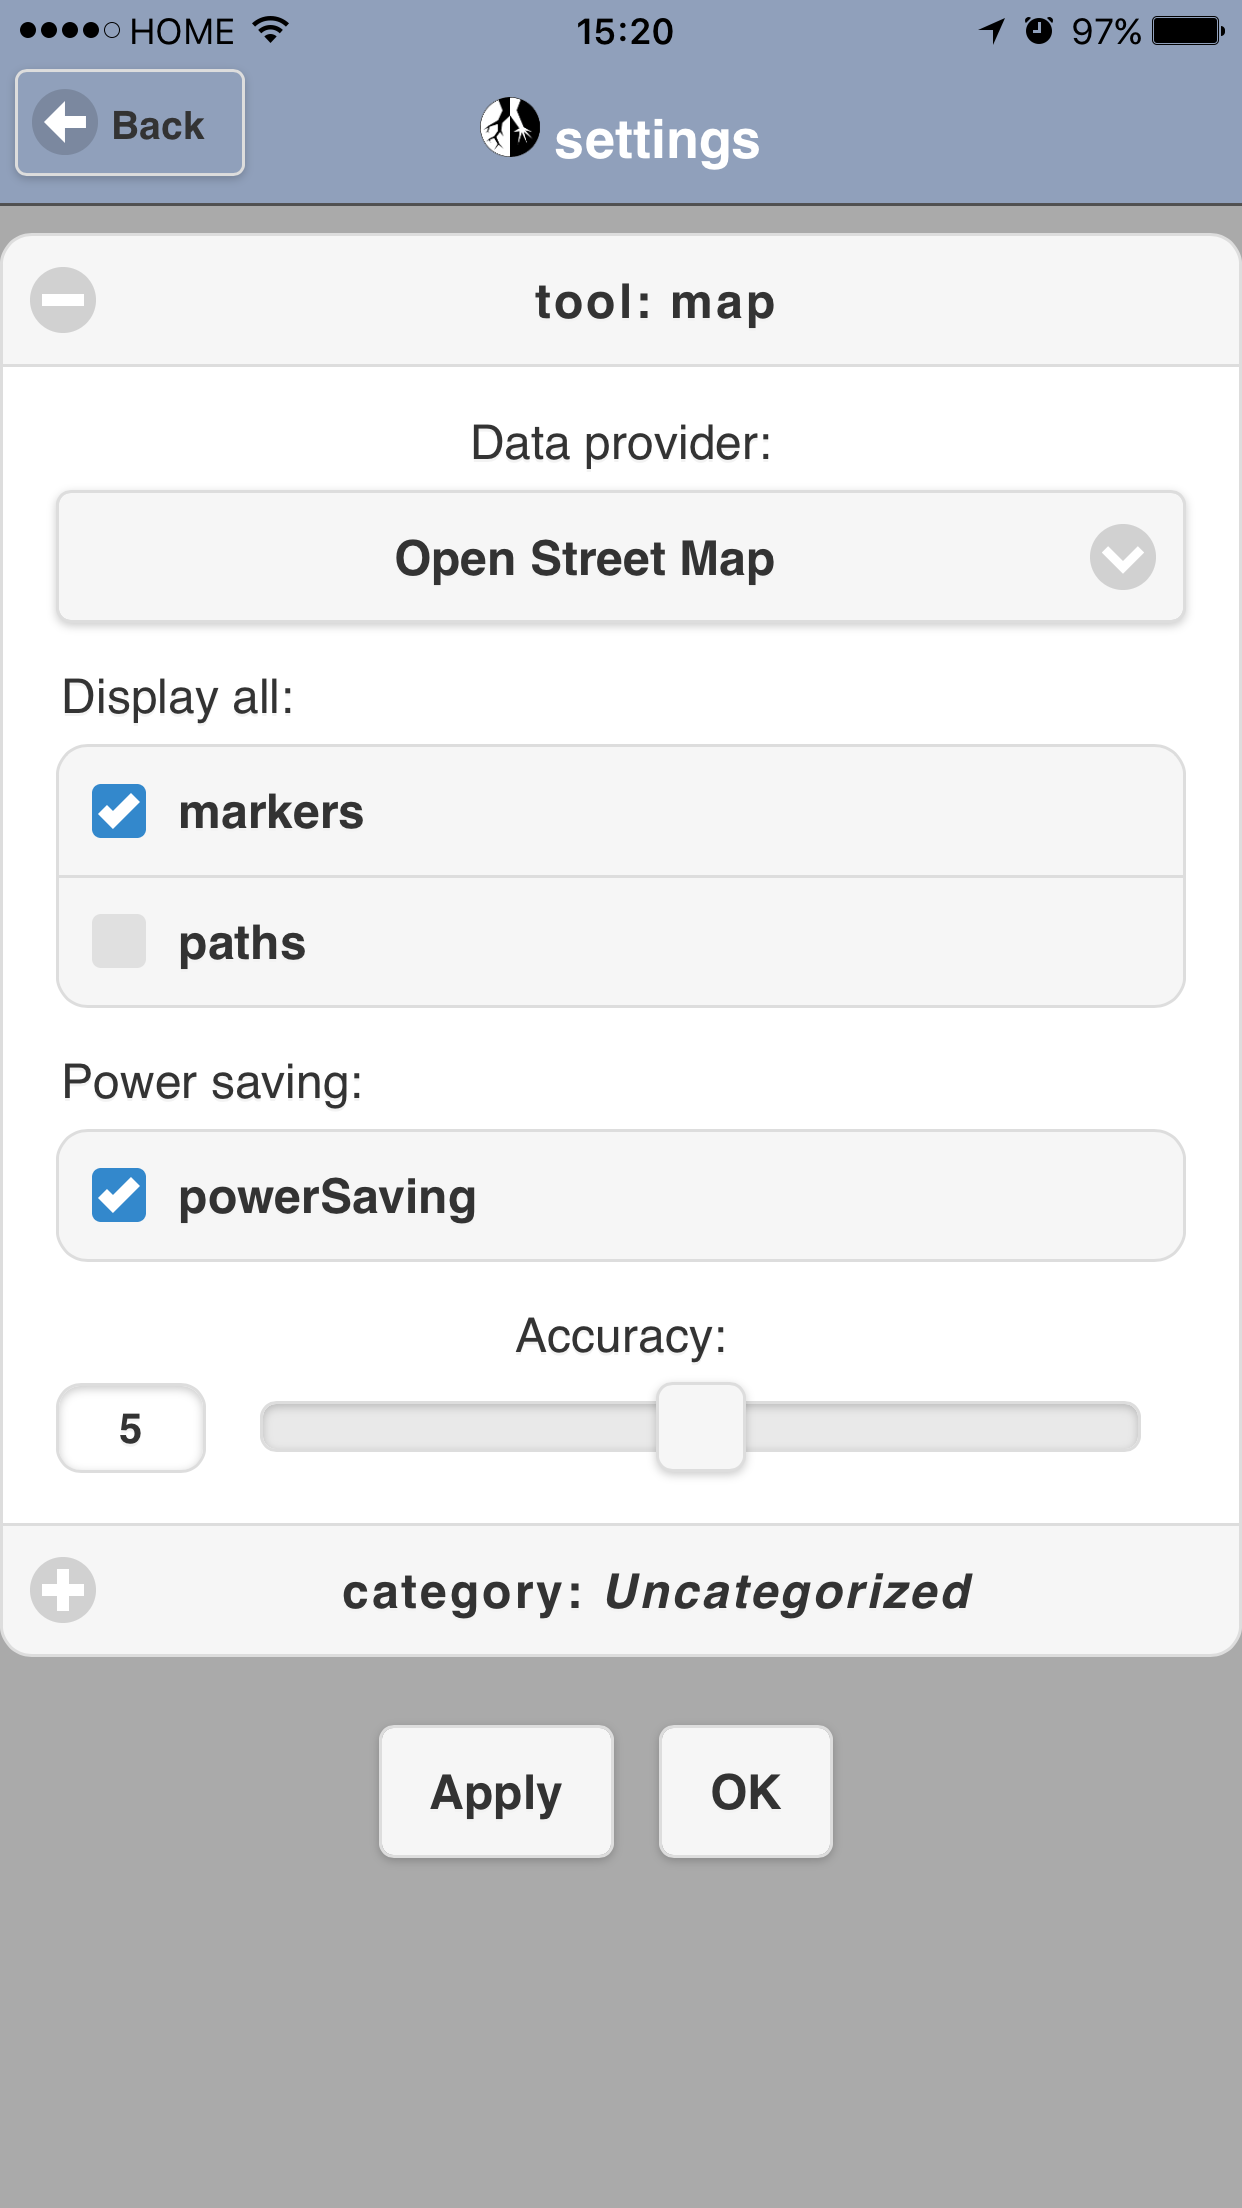 HOME 15:20 97%
Back
settings
tool: map
Data provider:
Open Street Map
Display all:
markers
paths
Power saving:
powerSaving
Accuracy:
5
category: Uncategorized
Apply OK